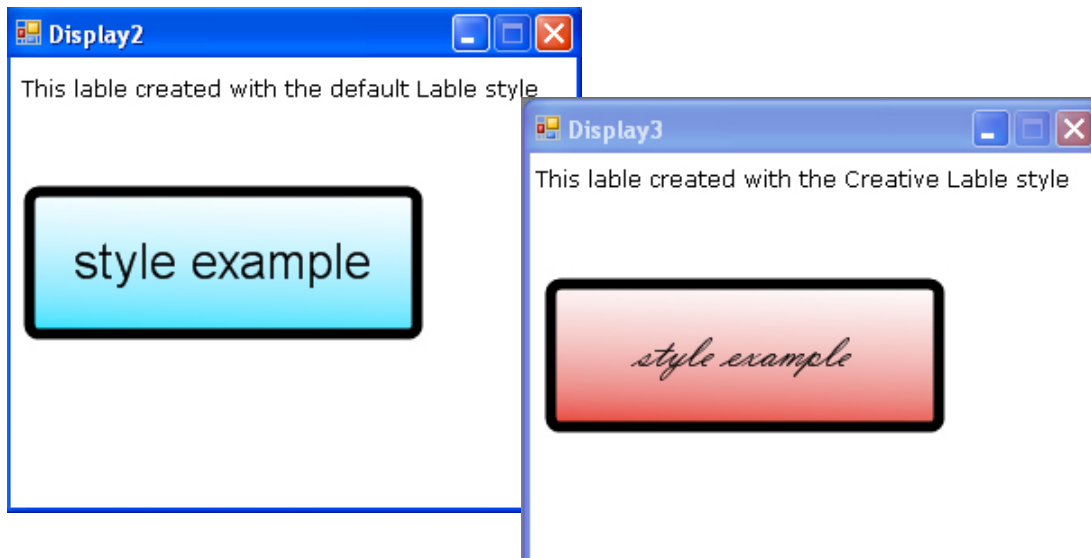 Display2
This lable created with the default Lable style
style example
Display3
This lable created with the Creative Lable style
style example